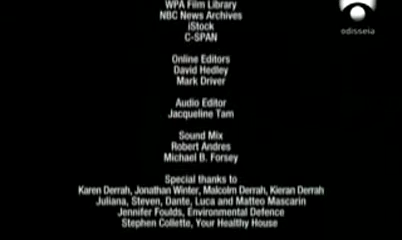 WPA Film Library
NBC News Archives
iStock
C-SPAN
Online Editors
David Hedley
Mark Driver
Audio Editor
Jacqueline Tam
Sound Mix
Robert Andres
Michael B. Forsey
Special thanks to
Karen Derrah, Jonathan Winter, Malcolm Derrah, Kieran Derrah
Juliana, Steven, Dante, Luca and Matteo Mascarin
Jennifer Foulds, Environmental Defence
Stephen Collette, Your Healthy House
odisseia